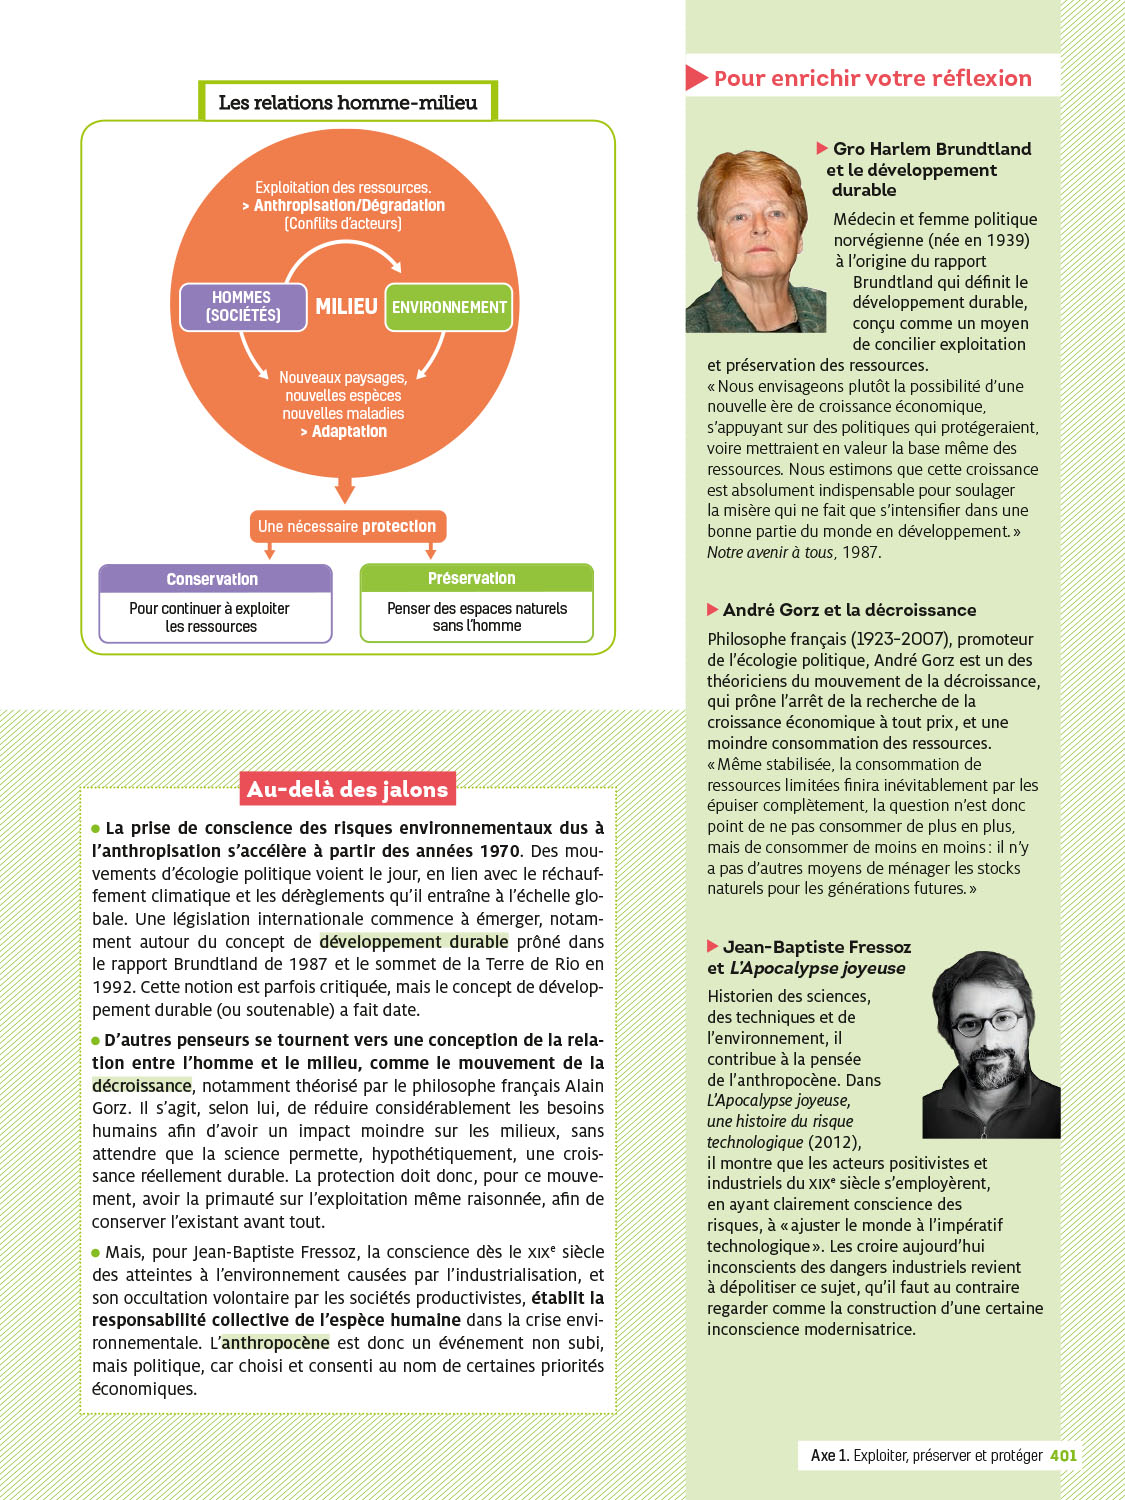 Les relations homme-milieu
Exploitation des ressources.
> Anthropisation/Dégradation
(Conflits d'acteurs)
HOMMES
(SOCIÉTÉS)
MILIEU
ENVIRONNEMENT
Nouveaux paysages,
nouvelles espèces
nouvelles maladies
> Adaptation
Une nécessaire protection
Conservation
Pour continuer à exploiter
les ressources
Préservation
Penser des espaces naturels
sans l'homme
Au-delà des jalons
● La prise de conscience des risques environnementaux dus à
l'anthropisation s'accélère à partir des années 1970. Des mou-
vements d'écologie politique voient le jour, en lien avec le réchauf-
fement climatique et les dérèglements qu'il entraîne à l'échelle glo-
bale. Une législation internationale commence à émerger, notam-
ment autour du concept de développement durable prôné dans
le rapport Brundtland de 1987 et le sommet de la Terre de Rio en
1992. Cette notion est parfois critiquée, mais le concept de dévelop-
pement durable (ou soutenable) a fait date.
● D'autres penseurs se tournent vers une conception de la rela-
tion entre l'homme et le milieu, comme le mouvement de la
décroissance, notamment théorisé par le philosophe français Alain
Gorz. Il s'agit, selon lui, de réduire considérablement les besoins
humains afin d'avoir un impact moindre sur les milieux, sans
attendre que la science permette, hypothétiquement, une crois-
sance réellement durable. La protection doit donc, pour ce mouve-
ment, avoir la primauté sur l'exploitation même raisonnée, afin de
conserver l'existant avant tout.
● Mais, pour Jean-Baptiste Fressoz, la conscience dès le XIXe siècle
des atteintes à l'environnement causées par l'industrialisation, et
son occultation volontaire par les sociétés productivistes, établit la
responsabilité collective de l'espèce humaine dans la crise envi-
ronnementale. L'anthropocène est donc un événement non subi,
mais politique, car choisi et consenti au nom de certaines priorités
économiques.
Pour enrichir votre réflexion
Gro Harlem Brundtland
et le développement
durable
Médecin et femme politique
norvégienne (née en 1939)
à l'origine du rapport
Brundtland qui définit le
développement durable,
conçu comme un moyen
de concilier exploitation
et préservation des ressources.
« Nous envisageons plutôt la possibilité d'une
nouvelle ère de croissance économique,
s'appuyant sur des politiques qui protégeraient,
voire mettraient en valeur la base même des
ressources. Nous estimons que cette croissance
est absolument indispensable pour soulager
la misère qui ne fait que s'intensifier dans une
bonne partie du monde en développement. »
Notre avenir à tous, 1987.
André Gorz et la décroissance
Philosophe français (1923-2007), promoteur
de l'écologie politique, André Gorz est un des
théoriciens du mouvement de la décroissance,
qui prône l'arrêt de la recherche de la
croissance économique à tout prix, et une
moindre consommation des ressources.
« Même stabilisée, la consommation de
ressources limitées finira inévitablement par les
épuiser complètement, la question n'est donc
point de ne pas consommer de plus en plus,
mais de consommer de moins en moins : il n'y
a pas d'autres moyens de ménager les stocks
naturels pour les générations futures. »
Jean-Baptiste Fressoz
et L'Apocalypse joyeuse
Historien des sciences,
des techniques et de
l'environnement, il
contribue à la pensée
de l'anthropocène. Dans
L'Apocalypse joyeuse,
une histoire du risque
technologique (2012),
il montre que les acteurs positivistes et
industriels du XIXe siècle s'employèrent,
en ayant clairement conscience des
risques, à « ajuster le monde à l'impératif
technologique ». Les croire aujourd'hui
inconscients des dangers industriels revient
à dépolitiser ce sujet, qu'il faut au contraire
regarder comme la construction d'une certaine
inconscience modernisatrice.
Axe 1. Exploiter, préserver et protéger 401